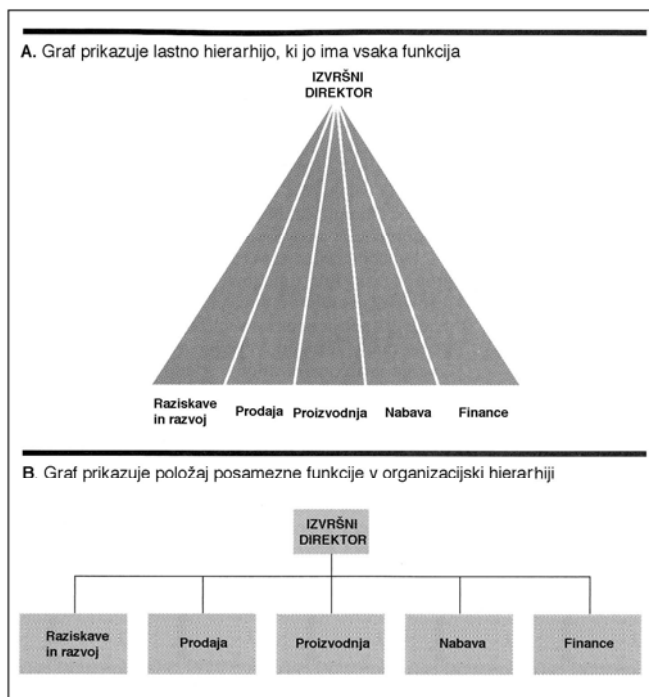 A. Graf prikazuje lastno hierarhijo, ki jo ima vsaka funkcija
IZVRŠNI
DIREKTOR
Raziskave
in razvoj
Prodaja
Proizvodnja
Nabava
Finance
B. Graf prikazuje položaj posamezne funkcije v organizacijski hierarhiji
IZVRŠNI
DIREKTOR
Raziskave
in razvoj
Prodaja
Proizvodnja
Nabava
Finance